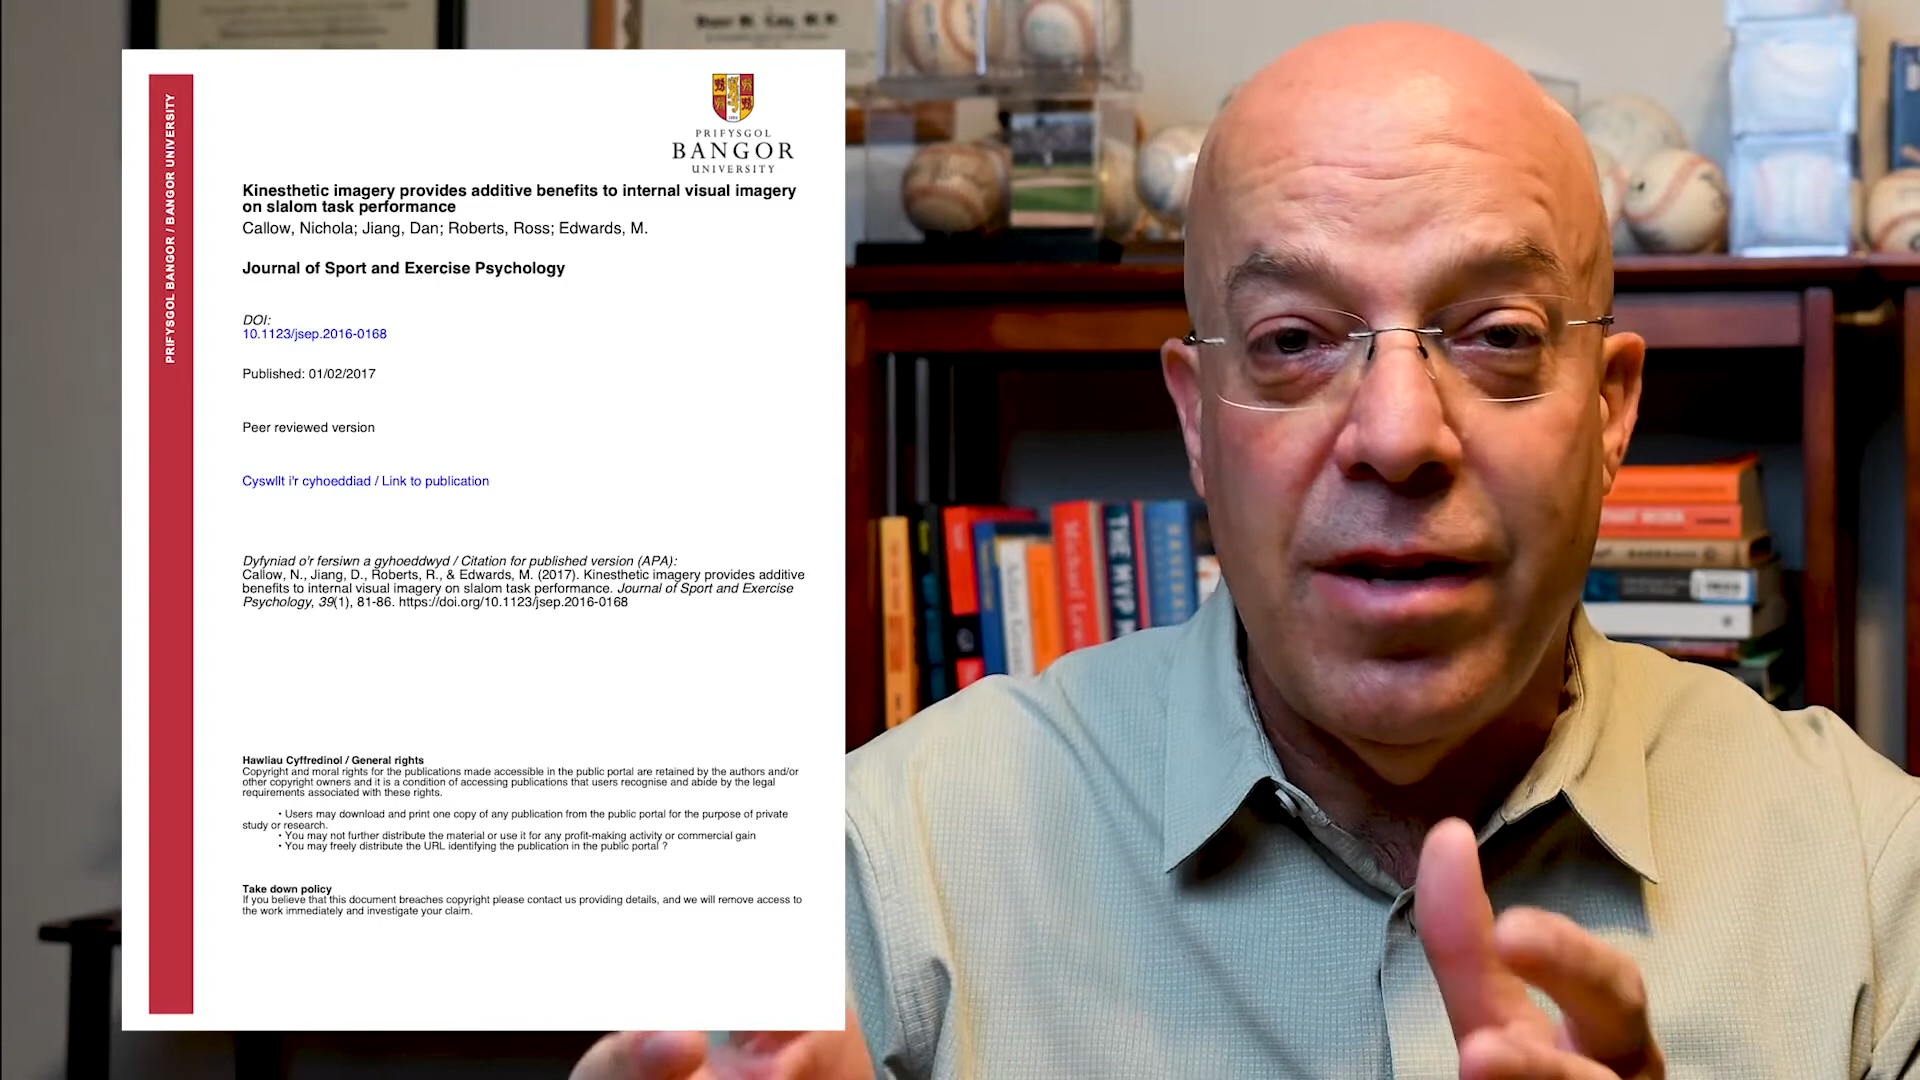 PRIFYSGOL BANGOR / BANGOR UNIVERSITY
PRIFYSGOL
BANGOR
UNIVERSITY
Kinesthetic imagery provides additive benefits to internal visual imagery
on slalom task performance
Callow, Nichola; Jiang, Dan; Roberts, Ross; Edwards, M.
Journal of Sport and Exercise Psychology
DOI:
10.1123/jsep.2016-0168
Published: 01/02/2017
Peer reviewed version
Cyswllt i'r cyhoeddiad / Link to publication
Dyfyniad o'r fersiwn a gyhoeddwyd / Citation for published version (APA):
Callow, N., Jiang, D., Roberts, R., & Edwards, M. (2017). Kinesthetic imagery provides additive
benefits to internal visual imagery on slalom task performance. Journal of Sport and Exercise
Psychology, 39(1), 81-86. https://doi.org/10.1123/jsep.2016-0168
Hawliau Cyffredinol / General rights
Copyright and moral rights for the publications made accessible in the public portal are retained by the authors and/or
other copyright owners and it is a condition of accessing publications that users recognise and abide by the legal
requirements associated with these rights.
• Users may download and print one copy of any publication from the public portal for the purpose of private
study or research.
• You may not further distribute the material or use it for any profit-making activity or commercial gain
• You may freely distribute the URL identifying the publication in the public portal ?
Take down policy
If you believe that this document breaches copyright please contact us providing details, and we will remove access to
the work immediately and investigate your claim.
THE MVP